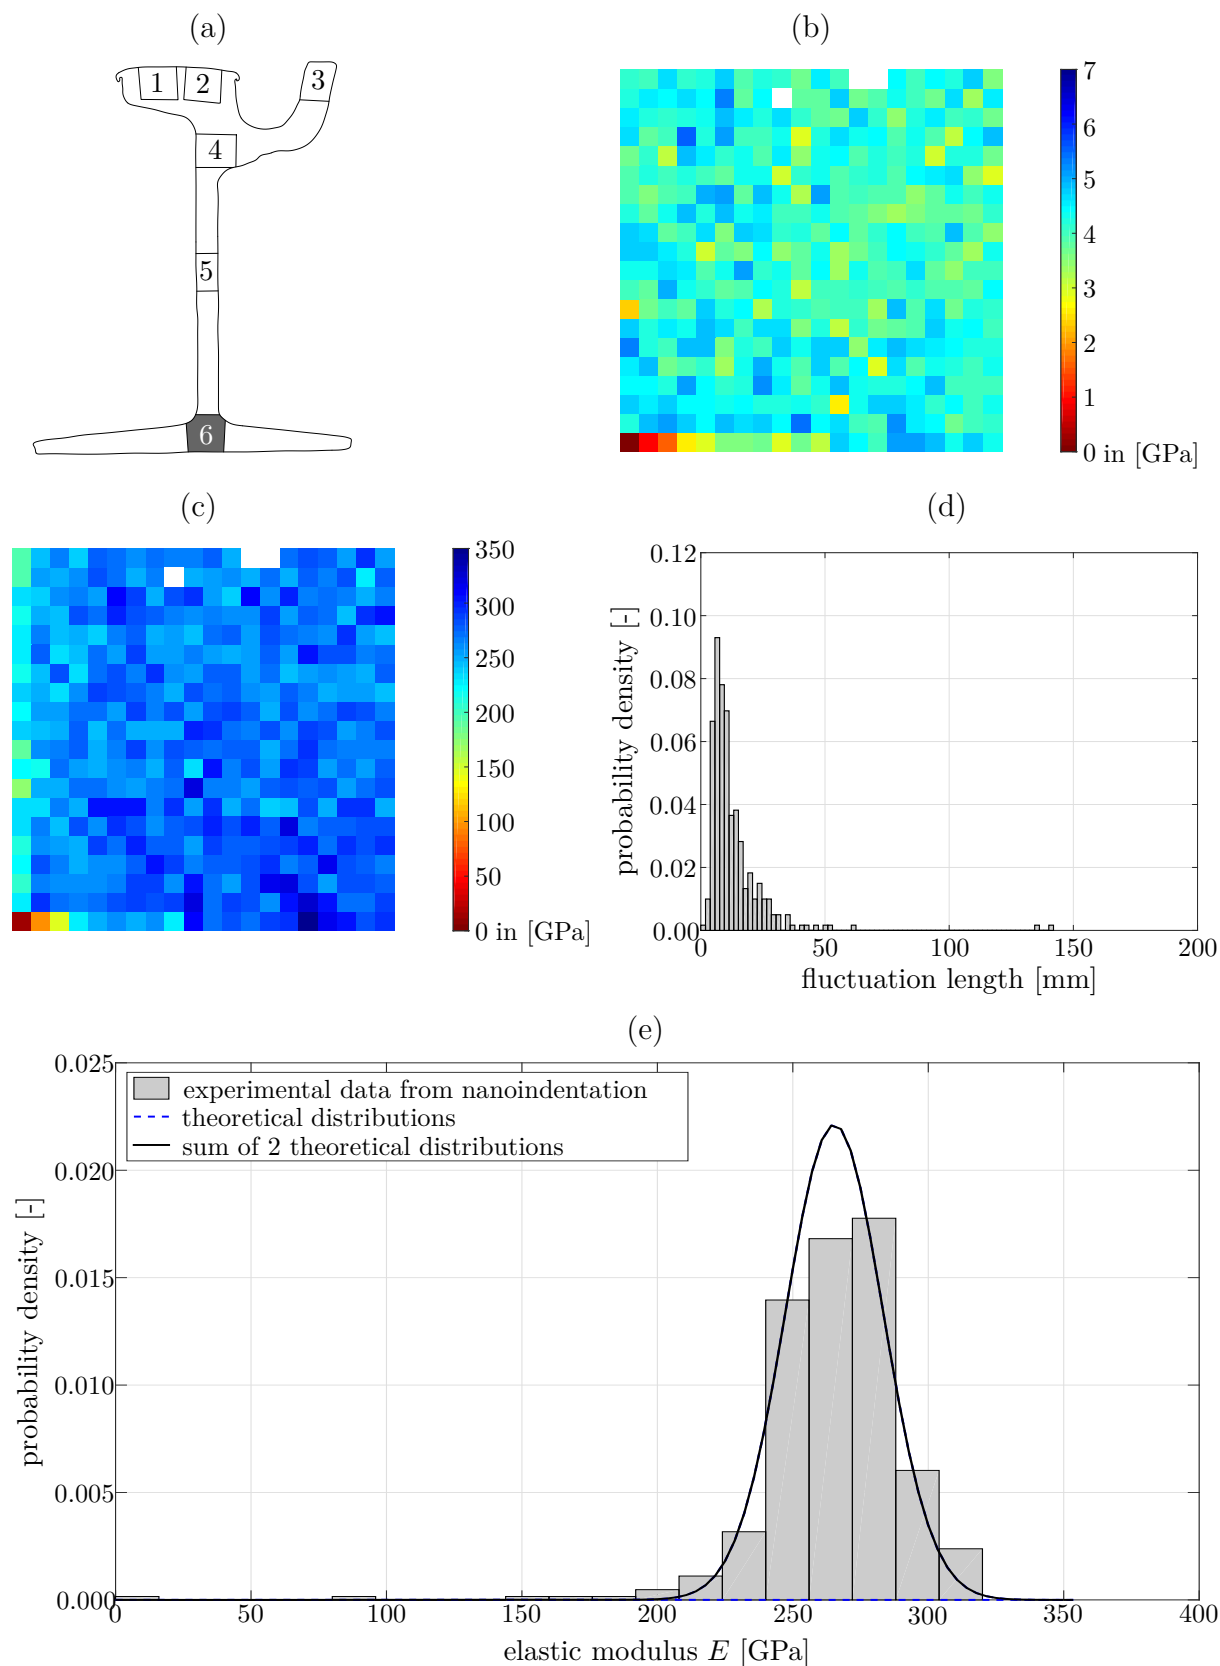 (a)
1 2 3
4
5
6
(b)
7
6
5
4
3
2
1
0 in [GPa]
(c)
350
300
250
200
150
100
50
0 in [GPa]
(d)
0.12
0.10
0.08
0.06
0.04
0.02
0.00
probability density [-]
0 50 100 150 200
fluctuation length [mm]
(e)
0.025
0.020
0.015
0.010
0.005
0.000
probability density [-]
experimental data from nanoindentation
theoretical distributions
sum of 2 theoretical distributions
0 50 100 150 200 250 300 350 400
elastic modulus E [GPa]